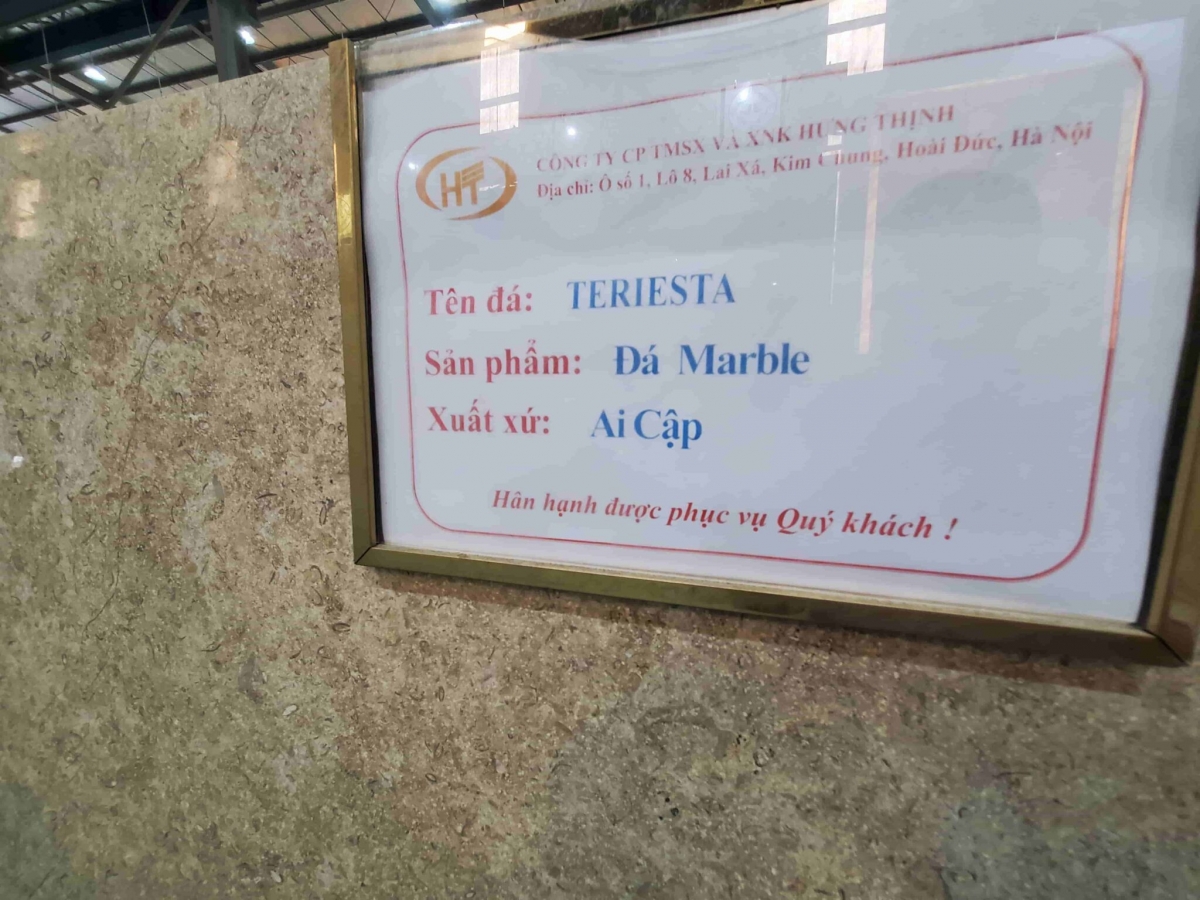 HT
CÔNG TY CP TMSX VÀ XNK HƯNG THỊNH
Địa chỉ: Ô số 1, Lô 8, Lai Xá, Kim Chung, Hoài Đức, Hà Nội
Tên đá: TERIESTA
Sản phẩm: Đá Marble
Xuất xứ: Ai Cập
Hân hạnh được phục vụ Quý khách !